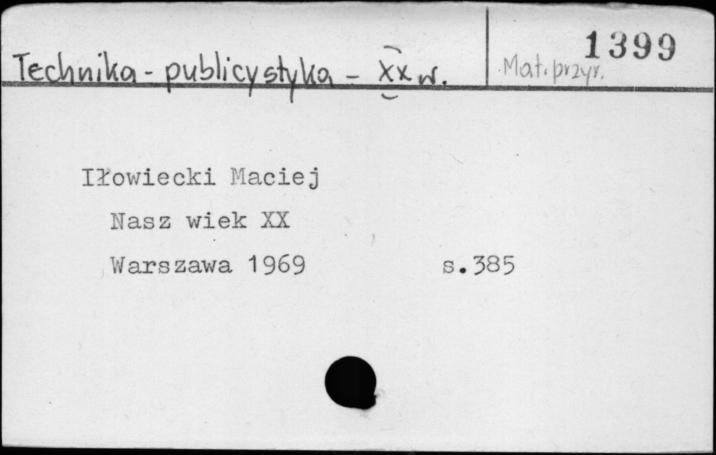 1399
Technika - publicystyka - XX w.
Mat. przyr.
Iłowiecki Maciej
Nasz wiek XX
Warszawa 1969 s.385